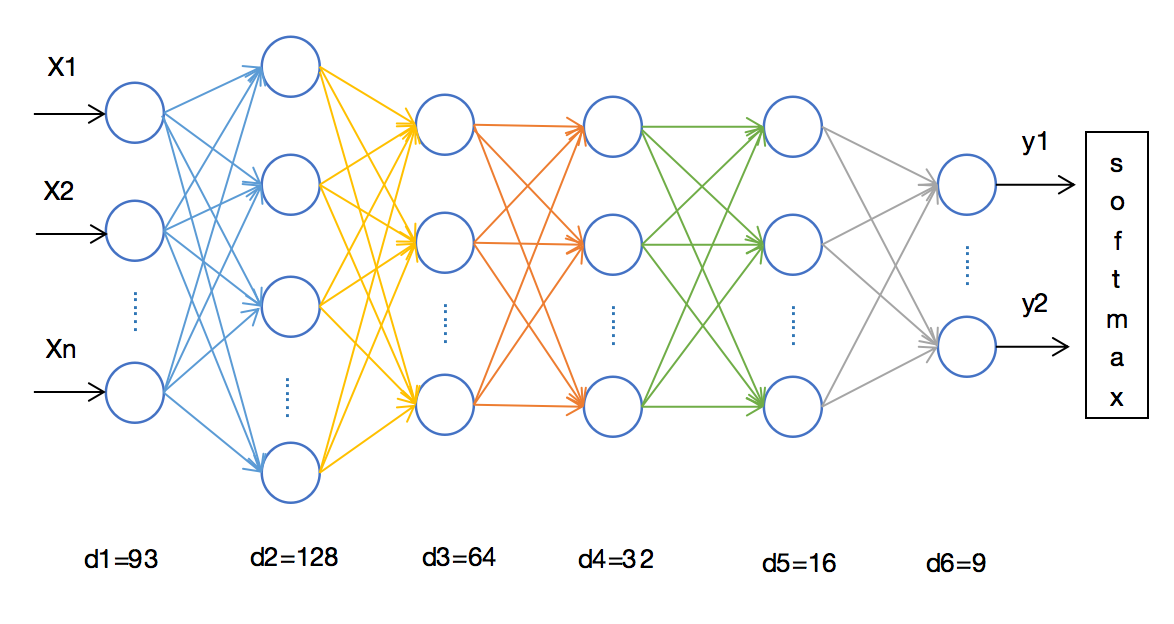 X1
X2
Xn
y1
y2
s
o
f
t
m
a
x
d1=93
d2=128
d3=64
d4=32
d5=16
d6=9